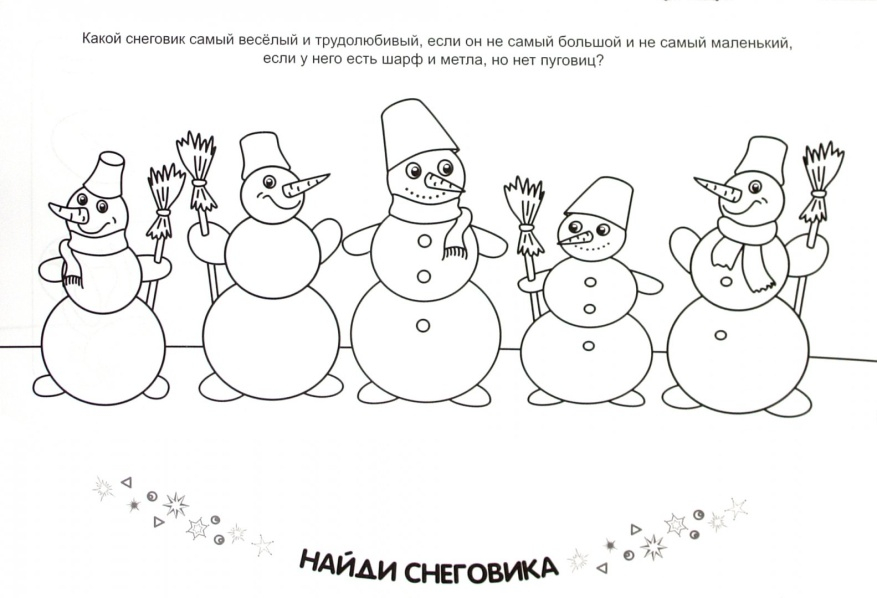 Какой снеговик самый весёлый и трудолюбивый, если он не самый большой и не самый маленький,
если у него есть шарф и метла, но нет пуговиц?
НАЙДИ СНЕГОВИКА